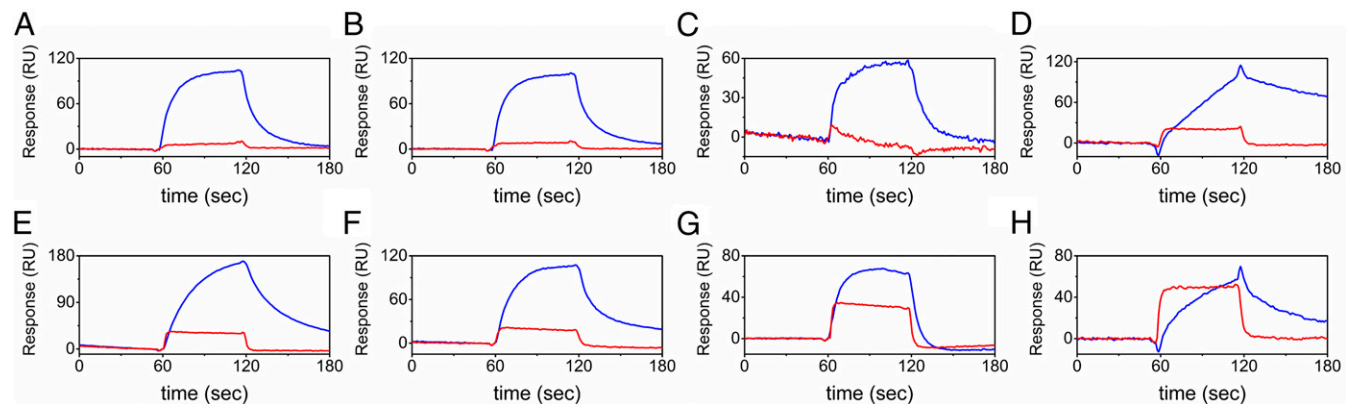 A B C D
Response (RU) 120 60 0 0 60 120 180 time (sec)
Response (RU) 120 60 0 0 60 120 180 time (sec)
Response (RU) 60 30 0 0 60 120 180 time (sec)
Response (RU) 120 80 40 0 0 60 120 180 time (sec)
E F G H
Response (RU) 180 90 0 0 60 120 180 time (sec)
Response (RU) 120 60 0 0 60 120 180 time (sec)
Response (RU) 80 40 0 0 60 120 180 time (sec)
Response (RU) 80 40 0 0 60 120 180 time (sec)